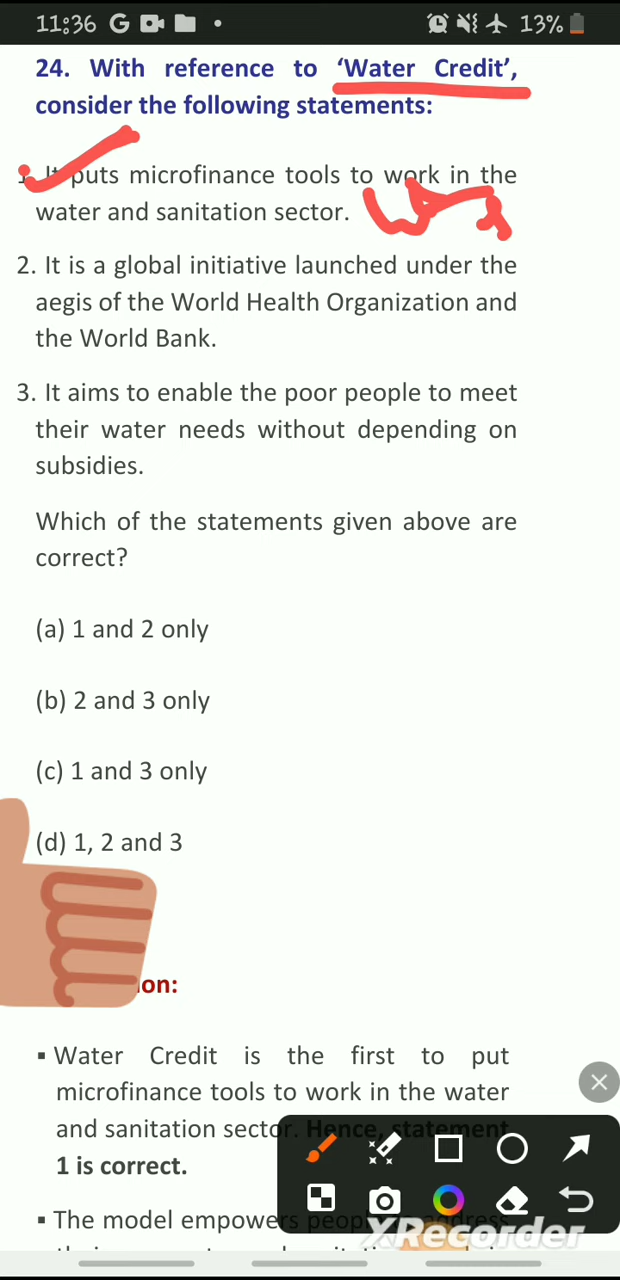 11:36 G 13%
24. With reference to ‘Water Credit’,
consider the following statements:
1. It puts microfinance tools to work in the
water and sanitation sector.
2. It is a global initiative launched under the
aegis of the World Health Organization and
the World Bank.
3. It aims to enable the poor people to meet
their water needs without depending on
subsidies.
Which of the statements given above are
correct?
(a) 1 and 2 only
(b) 2 and 3 only
(c) 1 and 3 only
(d) 1, 2 and 3
on:
▪ Water Credit is the first to put
microfinance tools to work in the water
and sanitation sector. Hence, statement
1 is correct.
▪ The model empowers people address
XRecorder